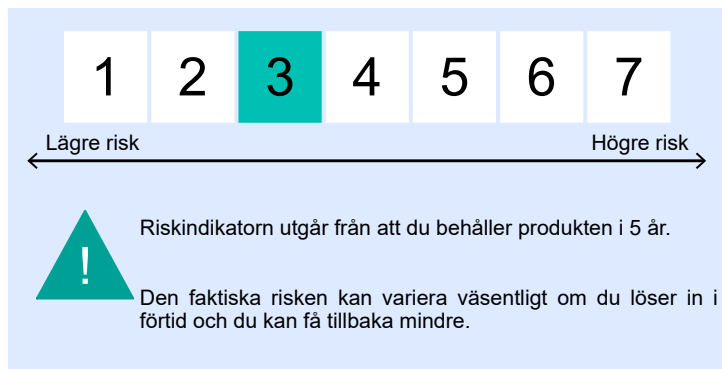 1 2 3 4 5 6 7
Lägre risk Högre risk
Riskindikatorn utgår från att du behåller produkten i 5 år.
!
Den faktiska risken kan variera väsentligt om du löser in i
förtid och du kan få tillbaka mindre.